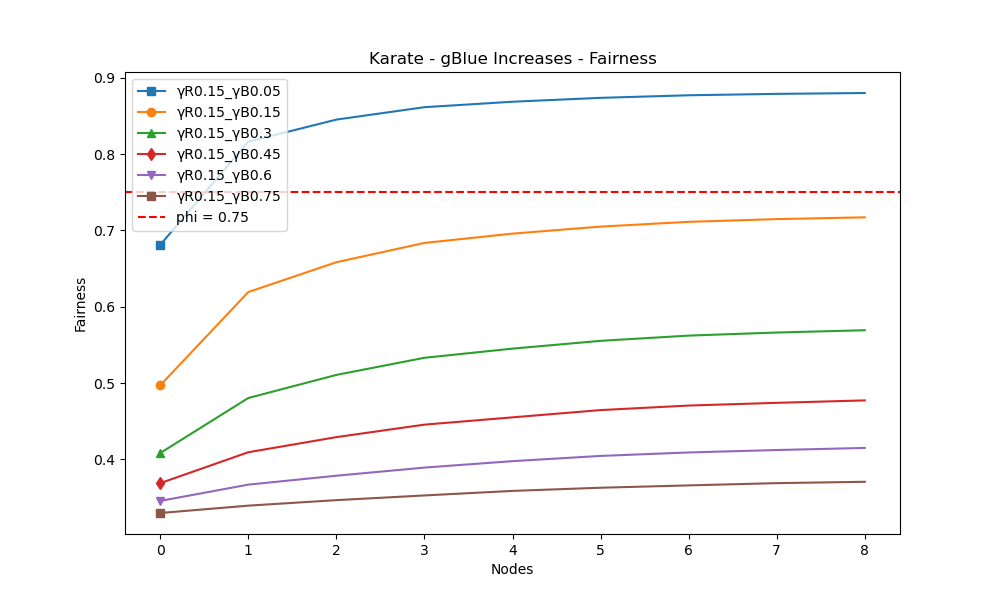 Karate - gBlue Increases - Fairness
γR0.15_γB0.05
γR0.15_γB0.15
γR0.15_γB0.3
γR0.15_γB0.45
γR0.15_γB0.6
γR0.15_γB0.75
phi = 0.75
0.9
0.8
0.7
0.6
0.5
0.4
Fairness
0 1 2 3 4 5 6 7 8
Nodes